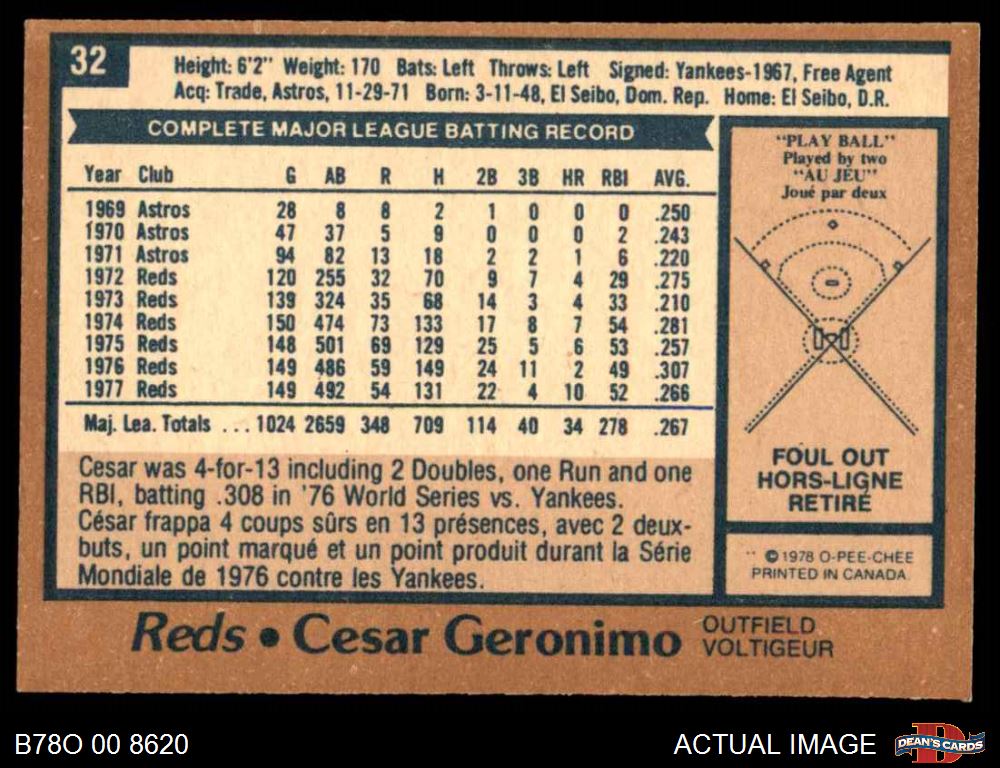 32
Height: 6'2" Weight: 170 Bats: Left Throws: Left Signed: Yankees-1967, Free Agent
Acq: Trade, Astros, 11-29-71 Born: 3-11-48, El Seibo, Dom. Rep. Home: El Seibo, D.R.
COMPLETE MAJOR LEAGUE BATTING RECORD
Year Club G AB R H 2B 3B HR RBI AVG.
1969 Astros 28 8 8 2 1 0 0 0 .250
1970 Astros 47 37 5 9 0 0 0 2 .243
1971 Astros 94 82 13 18 2 2 1 6 .220
1972 Reds 120 255 32 70 9 7 4 29 .275
1973 Reds 139 324 35 68 14 3 4 33 .210
1974 Reds 150 474 73 133 17 8 7 54 .281
1975 Reds 148 501 69 129 25 5 6 53 .257
1976 Reds 149 486 59 149 24 11 2 49 .307
1977 Reds 149 492 54 131 22 4 10 52 .266
Maj. Lea. Totals ... 1024 2659 348 709 114 40 34 278 .267
Cesar was 4-for-13 including 2 Doubles, one Run and one
RBI, batting .308 in '76 World Series vs. Yankees.
César frappa 4 coups sûrs en 13 présences, avec 2 deux-
buts, un point marqué et un point produit durant la Série
Mondiale de 1976 contre les Yankees.
"PLAY BALL"
Played by two
"AU JEU"
Joué par deux
FOUL OUT
HORS-LIGNE
RETIRÉ
© 1978 O-PEE-CHEE
PRINTED IN CANADA
Reds • Cesar Geronimo
OUTFIELD
VOLTIGEUR
B78O 00 8620
ACTUAL IMAGE
D
DEAN'S CARDS